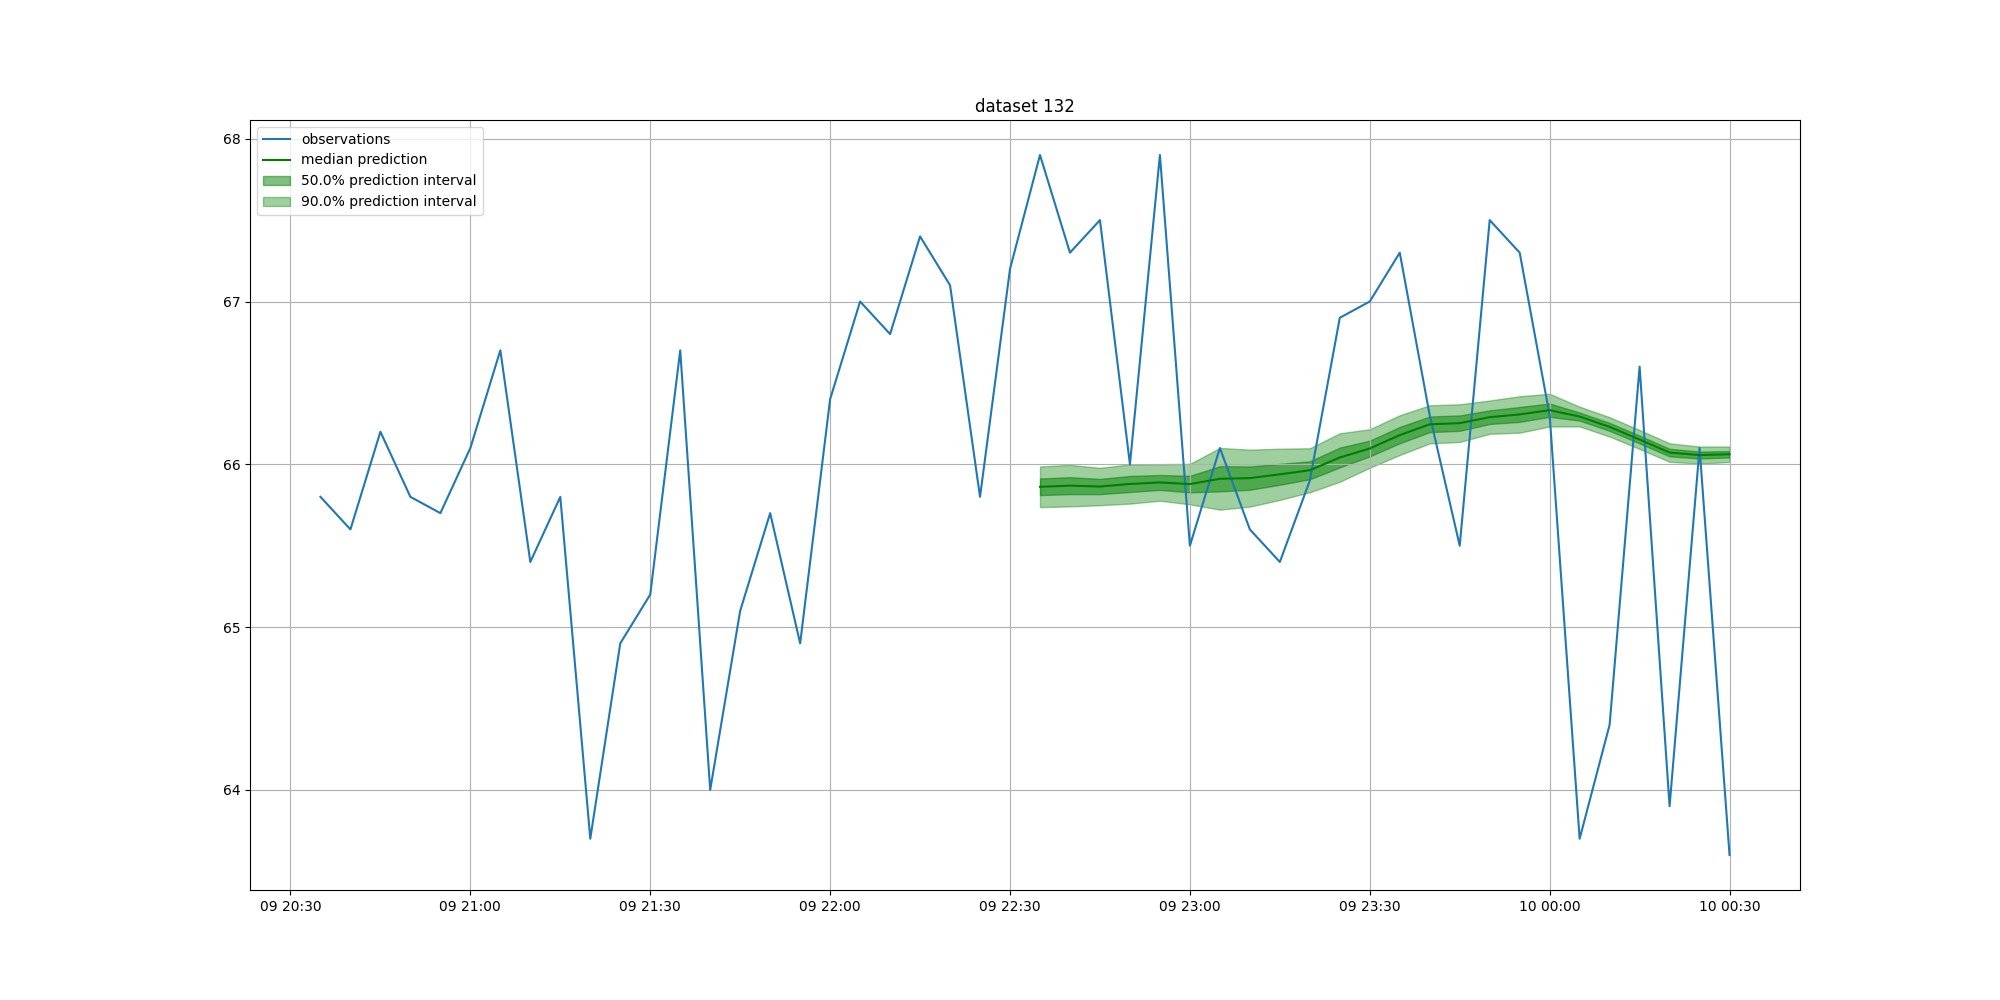 dataset 132
observations
median prediction
50.0% prediction interval
90.0% prediction interval
68
67
66
65
64
09 20:30 09 21:00 09 21:30 09 22:00 09 22:30 09 23:00 09 23:30 10 00:00 10 00:30